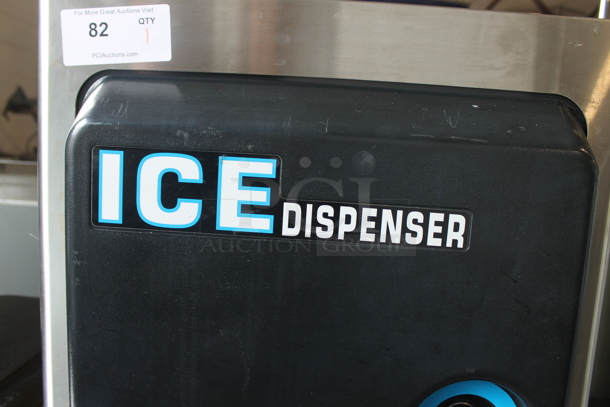 For More Great Auctions Visit
82
QTY
1
PCIAuctions.com
ICE DISPENSER
PCI
AUCTION GROUP